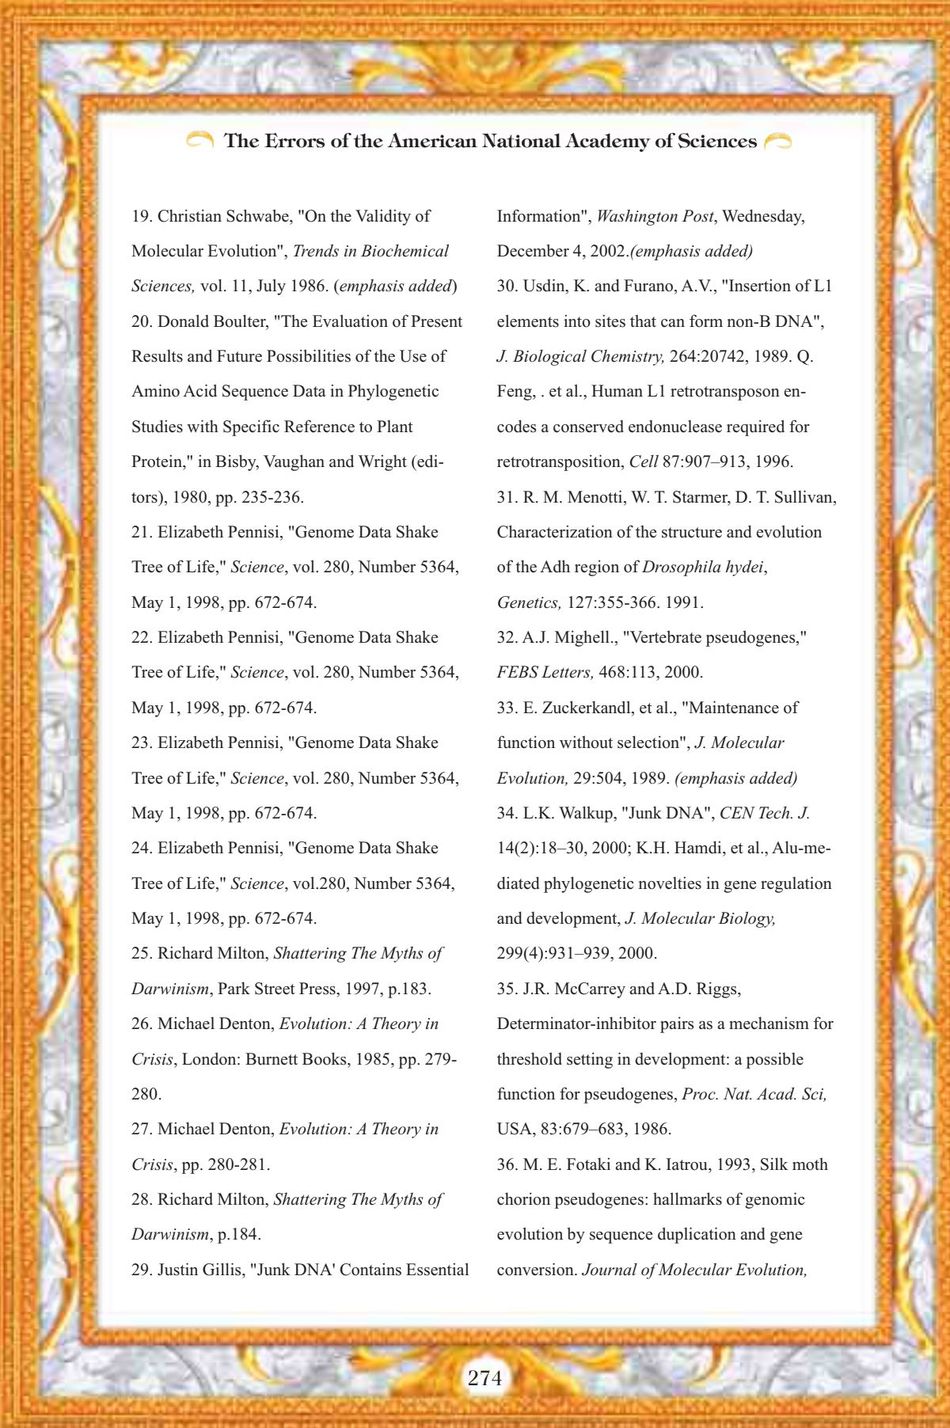 The Errors of the American National Academy of Sciences
19. Christian Schwabe, "On the Validity of
Molecular Evolution", Trends in Biochemical
Sciences, vol. 11, July 1986. (emphasis added)
20. Donald Boulter, "The Evaluation of Present
Results and Future Possibilities of the Use of
Amino Acid Sequence Data in Phylogenetic
Studies with Specific Reference to Plant
Protein," in Bisby, Vaughan and Wright (edi-
tors), 1980, pp. 235-236.
21. Elizabeth Pennisi, "Genome Data Shake
Tree of Life," Science, vol. 280, Number 5364,
May 1, 1998, pp. 672-674.
22. Elizabeth Pennisi, "Genome Data Shake
Tree of Life," Science, vol. 280, Number 5364,
May 1, 1998, pp. 672-674.
23. Elizabeth Pennisi, "Genome Data Shake
Tree of Life," Science, vol. 280, Number 5364,
May 1, 1998, pp. 672-674.
24. Elizabeth Pennisi, "Genome Data Shake
Tree of Life," Science, vol.280, Number 5364,
May 1, 1998, pp. 672-674.
25. Richard Milton, Shattering The Myths of
Darwinism, Park Street Press, 1997, p.183.
26. Michael Denton, Evolution: A Theory in
Crisis, London: Burnett Books, 1985, pp. 279-
280.
27. Michael Denton, Evolution: A Theory in
Crisis, pp. 280-281.
28. Richard Milton, Shattering The Myths of
Darwinism, p.184.
29. Justin Gillis, "Junk DNA' Contains Essential
Information", Washington Post, Wednesday,
December 4, 2002.(emphasis added)
30. Usdin, K. and Furano, A.V., "Insertion of L1
elements into sites that can form non-B DNA",
J. Biological Chemistry, 264:20742, 1989. Q.
Feng, . et al., Human L1 retrotransposon en-
codes a conserved endonuclease required for
retrotransposition, Cell 87:907–913, 1996.
31. R. M. Menotti, W. T. Starmer, D. T. Sullivan,
Characterization of the structure and evolution
of the Adh region of Drosophila hydei,
Genetics, 127:355-366. 1991.
32. A.J. Mighell., "Vertebrate pseudogenes,"
FEBS Letters, 468:113, 2000.
33. E. Zuckerkandl, et al., "Maintenance of
function without selection", J. Molecular
Evolution, 29:504, 1989. (emphasis added)
34. L.K. Walkup, "Junk DNA", CEN Tech. J.
14(2):18–30, 2000; K.H. Hamdi, et al., Alu-me-
diated phylogenetic novelties in gene regulation
and development, J. Molecular Biology,
299(4):931–939, 2000.
35. J.R. McCarrey and A.D. Riggs,
Determinator-inhibitor pairs as a mechanism for
threshold setting in development: a possible
function for pseudogenes, Proc. Nat. Acad. Sci,
USA, 83:679–683, 1986.
36. M. E. Fotaki and K. Iatrou, 1993, Silk moth
chorion pseudogenes: hallmarks of genomic
evolution by sequence duplication and gene
conversion. Journal of Molecular Evolution,
274